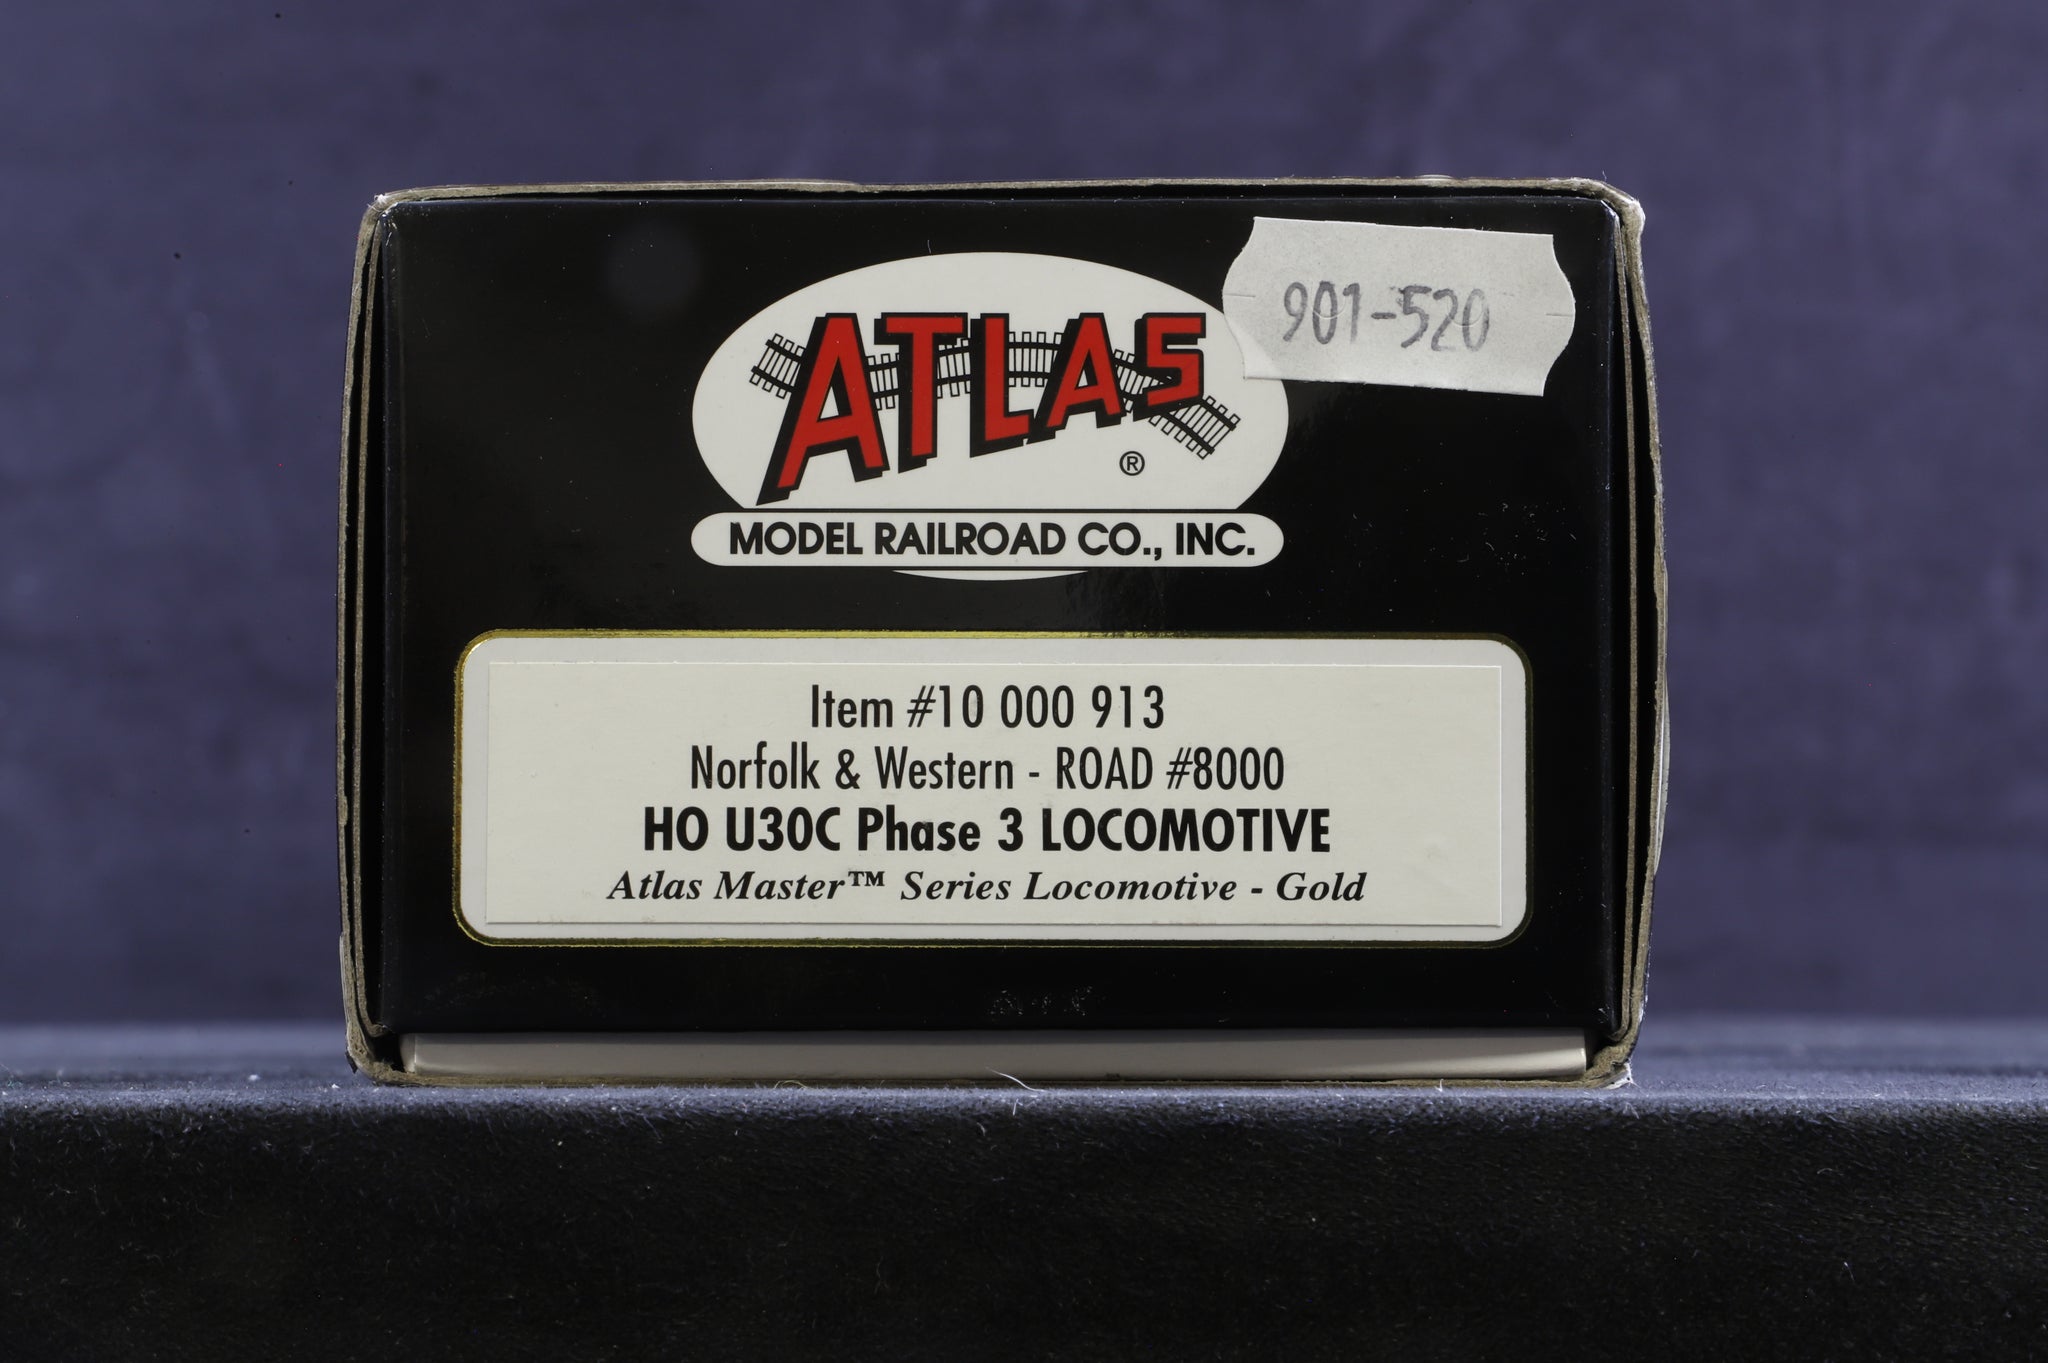 ATLAS
®
901-520
MODEL RAILROAD CO., INC.
Item #10 000 913
Norfolk & Western - ROAD #8000
HO U30C Phase 3 LOCOMOTIVE
Atlas Master™ Series Locomotive - Gold